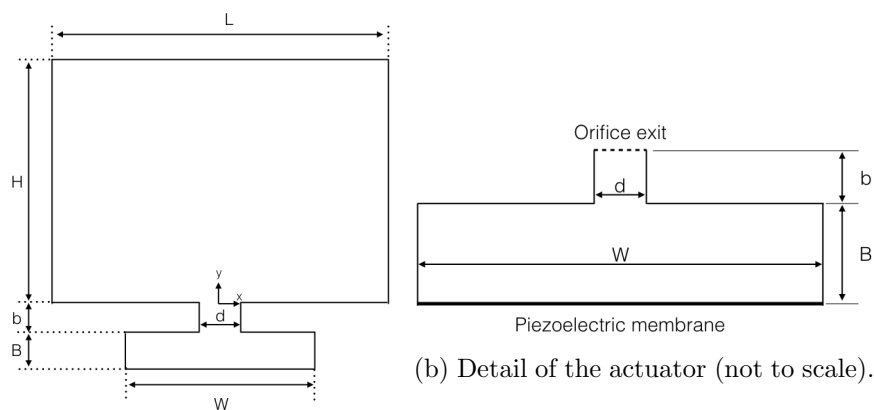 L
H
y
x
b
d
B
W
Orifice exit
d
b
W
B
Piezoelectric membrane
(b) Detail of the actuator (not to scale).